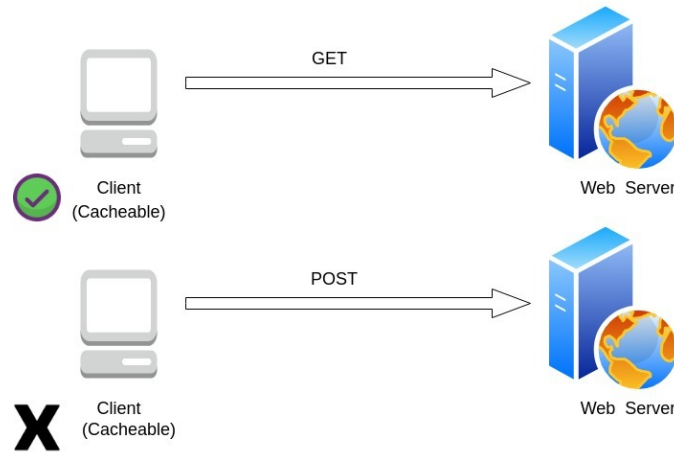 GET
Client
(Cacheable)
Web Server
POST
Client
(Cacheable)
Web Server